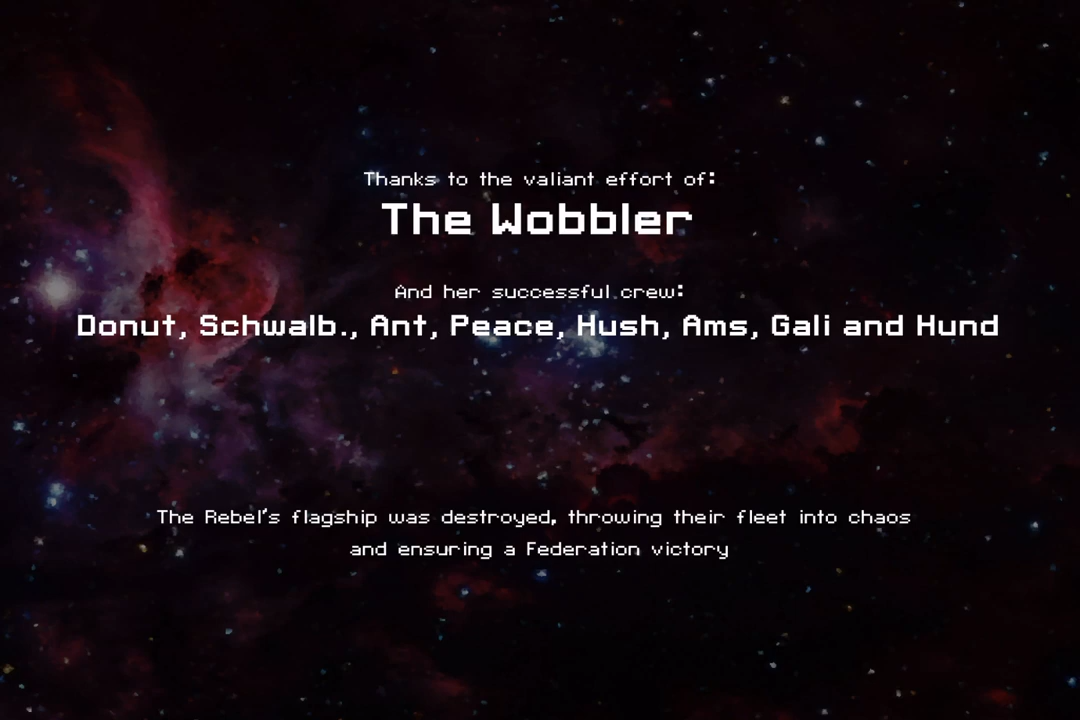 Thanks to the valiant effort of:
The Wobbler
And her successful crew:
Donut, Schwalb., Ant, Peace, Hush, Ams, Gali and Hund
The Rebel's flagship was destroyed, throwing their fleet into chaos
and ensuring a Federation victory